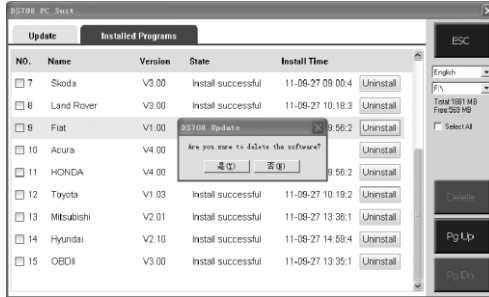 DSTOR PC Suit
Update Installed Programs
ESC
NO. Name Version State Install Time
7 Skoda V3.00 Install successful 11-09-27 09:00:4 Uninstall
English
F:\
8 Land Rover V3.00 Install successful 11-09-27 10:18:3 Uninstall
Total:1881 MB
Free:569 MB
9 Fiat V1.00 9:56:2 Uninstall
Select All
DSTOR Update
10 Acura V4.00 Uninstall
Are you sure to delate the software?
是(Y) 否(N)
11 HONDA V4.00 9:56:2 Uninstall
12 Toyota V1.03 Install successful 11-09-27 10:19:2 Uninstall
Delete
13 Mitsubishi V2.01 Install successful 11-09-27 13:36:1 Uninstall
14 Hyundai V2.10 Install successful 11-09-27 14:59:4 Uninstall
Pg Up
15 OBDII V3.00 Install successful 11-09-27 13:35:1 Uninstall
Pg Dn